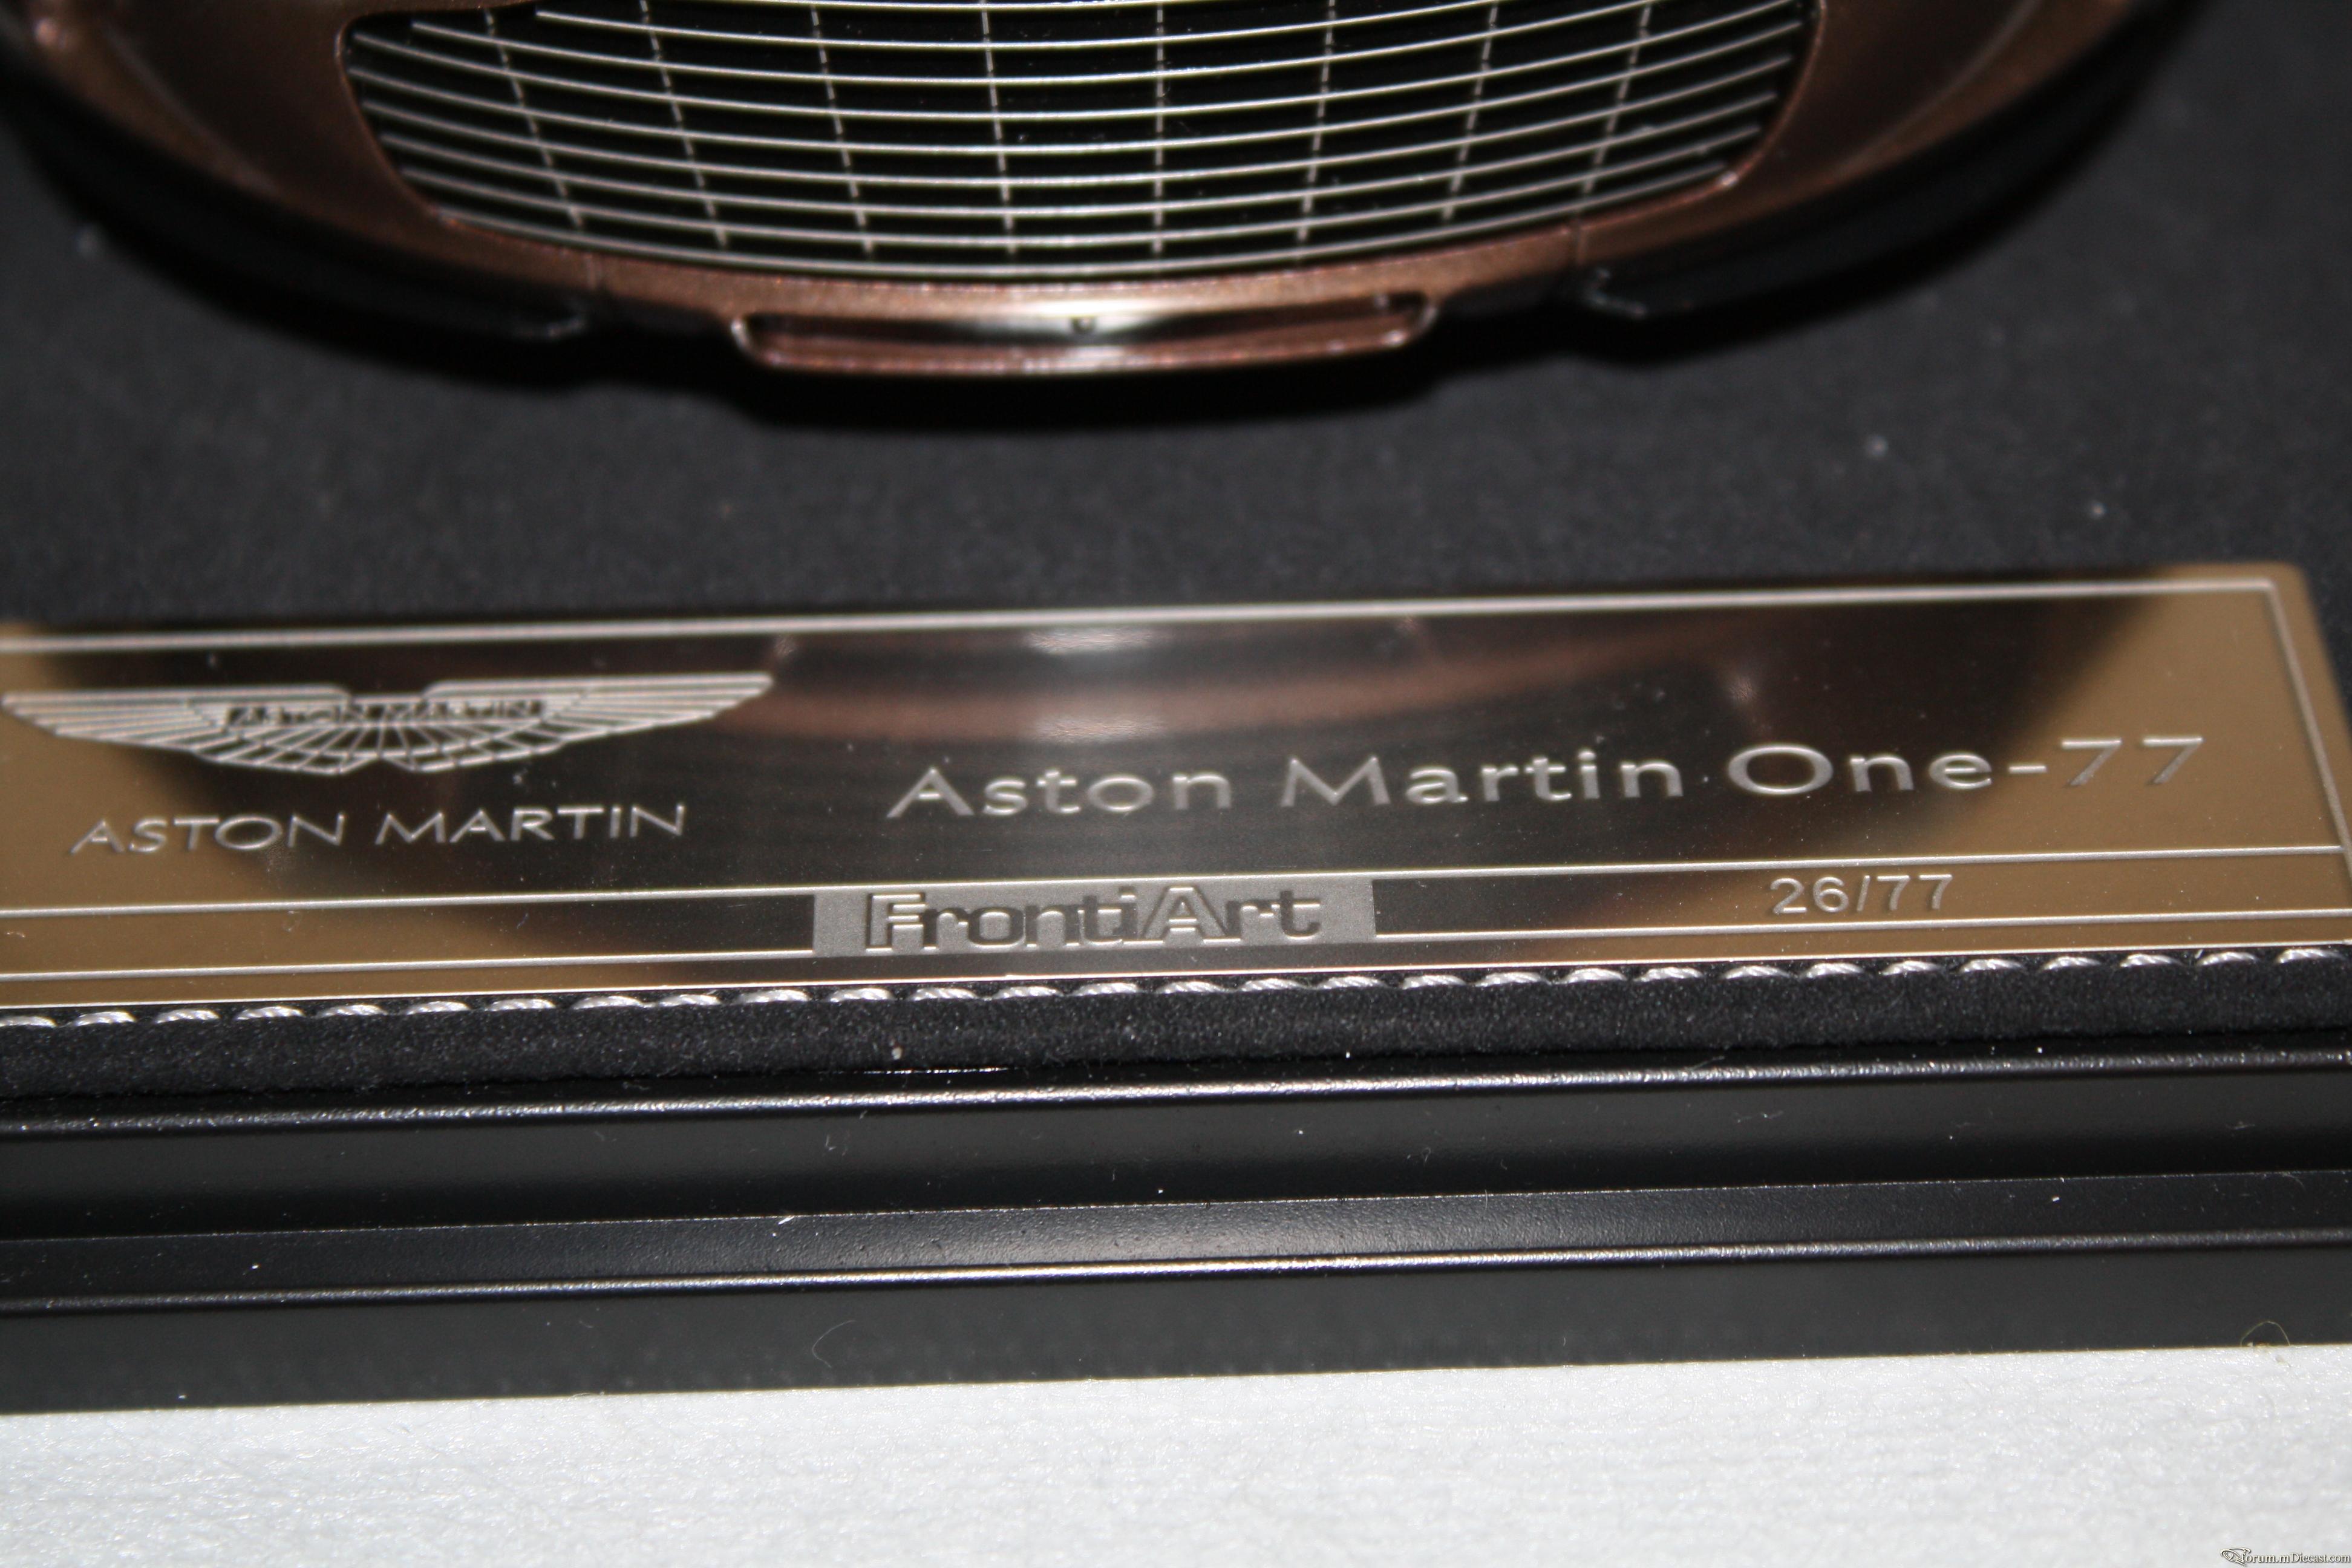 ASTON MARTIN
Aston Martin One-77
ASTON MARTIN
FrontiArt
26/77
forum.mDiecast.com